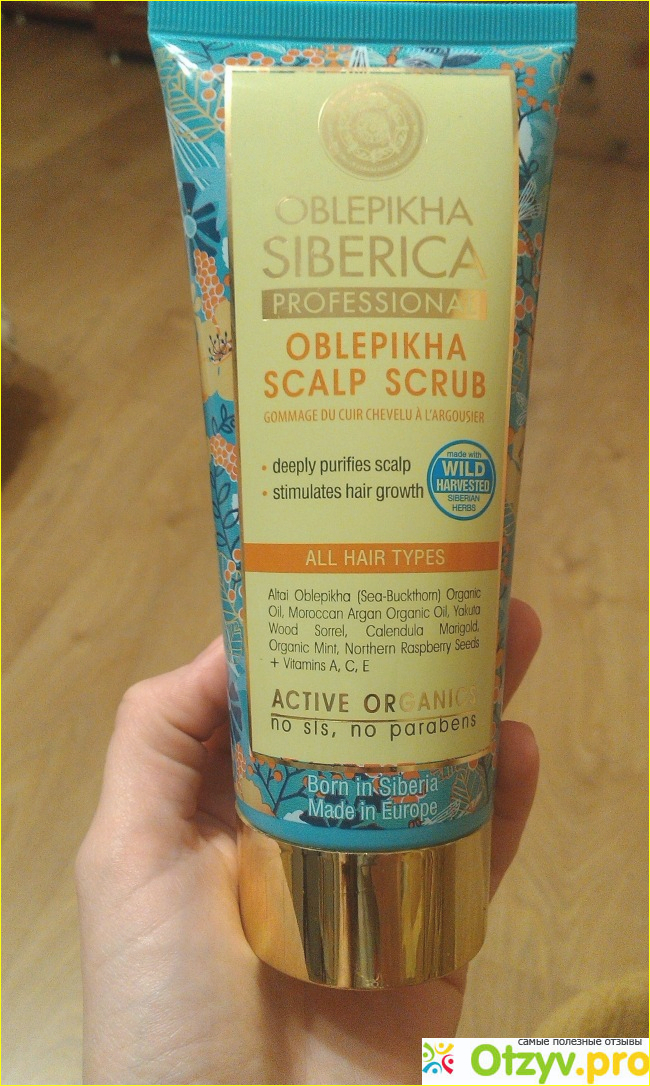 OBLEPIKHA
SIBERICA
PROFESSIONAL
OBLEPIKHA
SCALP SCRUB
GOMMAGE DU CUIR CHEVELU À L'ARGOUSIER
• deeply purifies scalp
• stimulates hair growth
made with
WILD
HARVESTED
SIBERIAN
HERBS
ALL HAIR TYPES
Altai Oblepikha (Sea-Buckthorn) Organic
Oil, Moroccan Argan Organic Oil, Yakuta
Wood Sorrel, Calendula Marigold,
Organic Mint, Northern Raspberry Seeds
+ Vitamins A, C, E
ACTIVE ORGANICS
no sls, no parabens
Born in Siberia
Made in Europe
самые полезные отзывы
Otzyv.pro